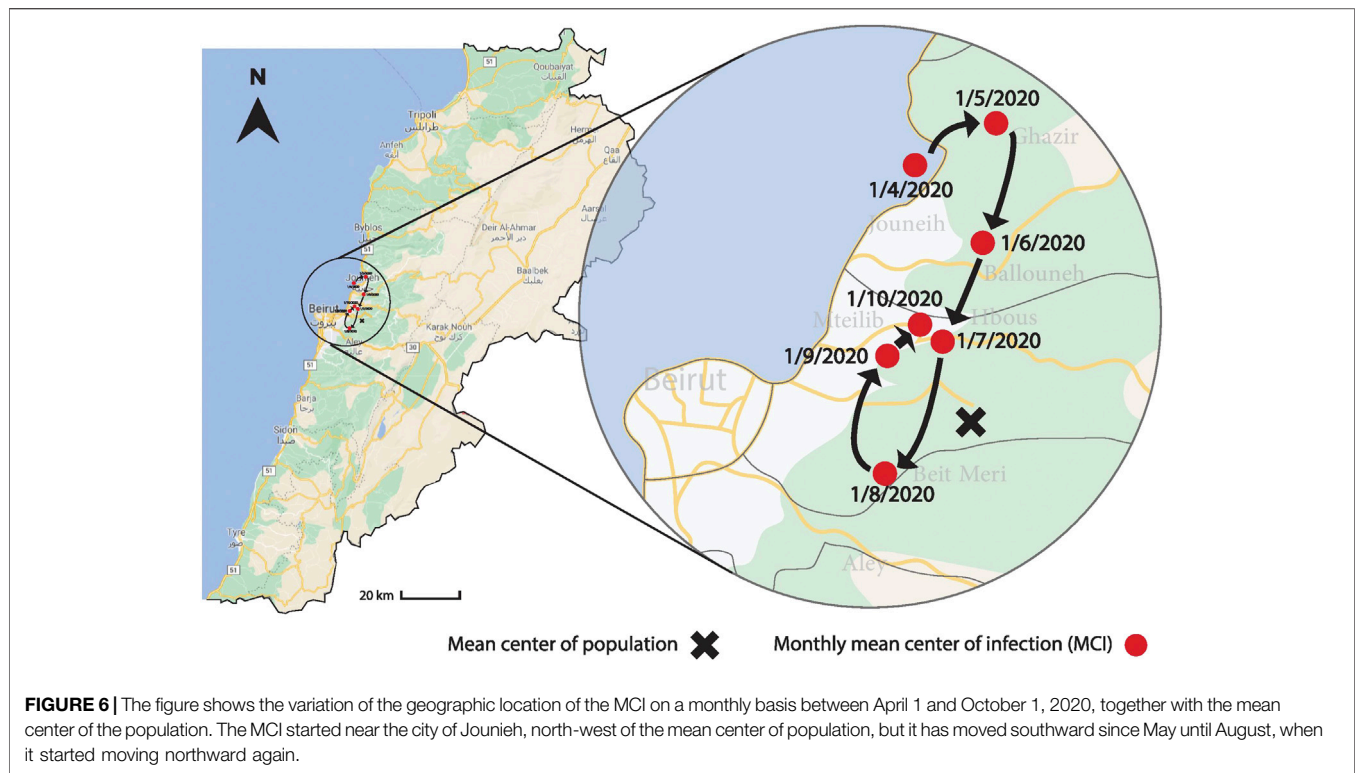 N
51
Qoubaiyat
القبيات
Tripoli
طرابلس
Anfeh
أنفه
Herm
الهرمل
Qaa
القاع
Byblos
جبيل
51
Deir Al-Ahmar
دير الأحمر
Baalbek
بعلبك
Beirut
بيروت
Karak Nouh
كرك نوح
Aley
عاليه
30
Barja
برجا
Sidon
صيدا
51
Tyre
صور
51
20 km
1/5/2020
Ghazir
1/4/2020
Jouneih
1/6/2020
Ballouneh
1/10/2020
Mteilib
Hbous
1/7/2020
1/9/2020
Beirut
Beit Meri
1/8/2020
Aley
Mean center of population
Monthly mean center of infection (MCI)
FIGURE 6 | The figure shows the variation of the geographic location of the MCI on a monthly basis between April 1 and October 1, 2020, together with the mean
center of the population. The MCI started near the city of Jounieh, north-west of the mean center of population, but it has moved southward since May until August, when
it started moving northward again.